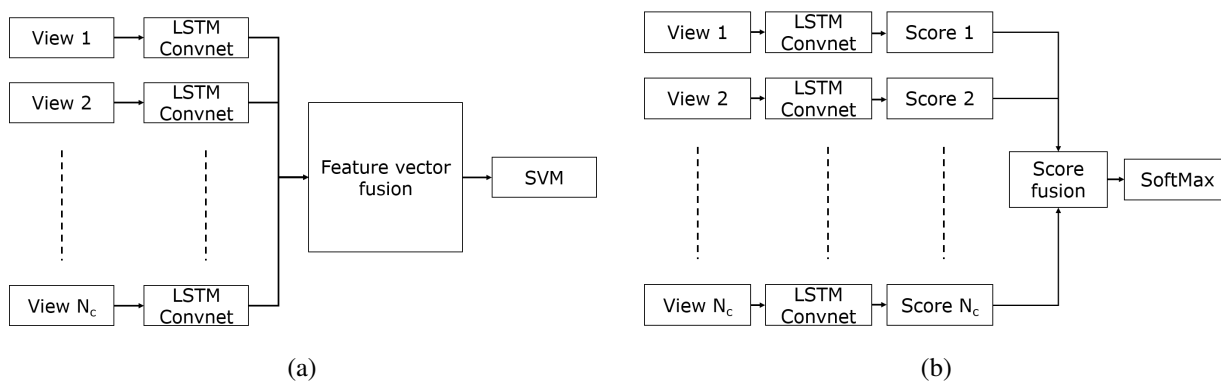 View 1
LSTM
Convnet
View 2
LSTM
Convnet
Feature vector
fusion
SVM
View Nc
LSTM
Convnet
(a)
View 1
LSTM
Convnet
Score 1
View 2
LSTM
Convnet
Score 2
Score
fusion
SoftMax
View Nc
LSTM
Convnet
Score Nc
(b)